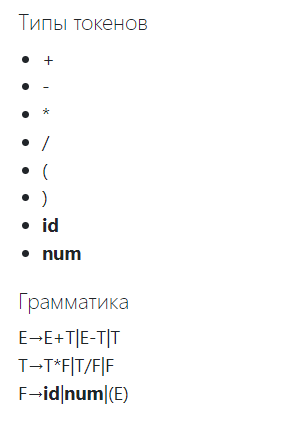 Типы токенов
+
-
*
/
(
)
id
num
Грамматика
E→E+T|E-T|T
T→T*F|T/F|F
F→id|num|(E)